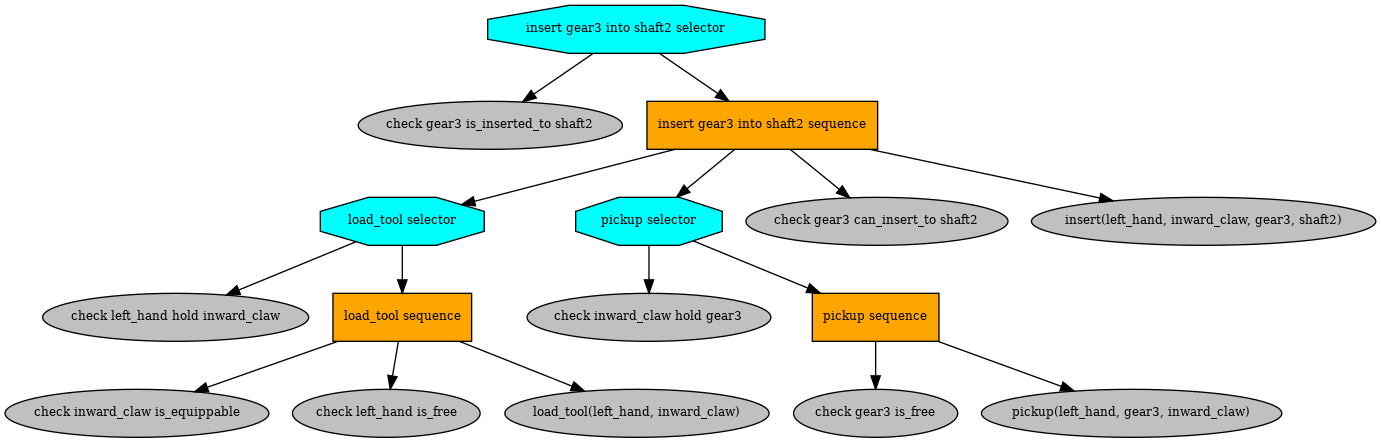 insert gear3 into shaft2 selector
check gear3 is_inserted_to shaft2
insert gear3 into shaft2 sequence
load_tool selector
pickup selector
check gear3 can_insert_to shaft2
insert(left_hand, inward_claw, gear3, shaft2)
check left_hand hold inward_claw
load_tool sequence
check inward_claw hold gear3
pickup sequence
check inward_claw is_equippable
check left_hand is_free
load_tool(left_hand, inward_claw)
check gear3 is_free
pickup(left_hand, gear3, inward_claw)